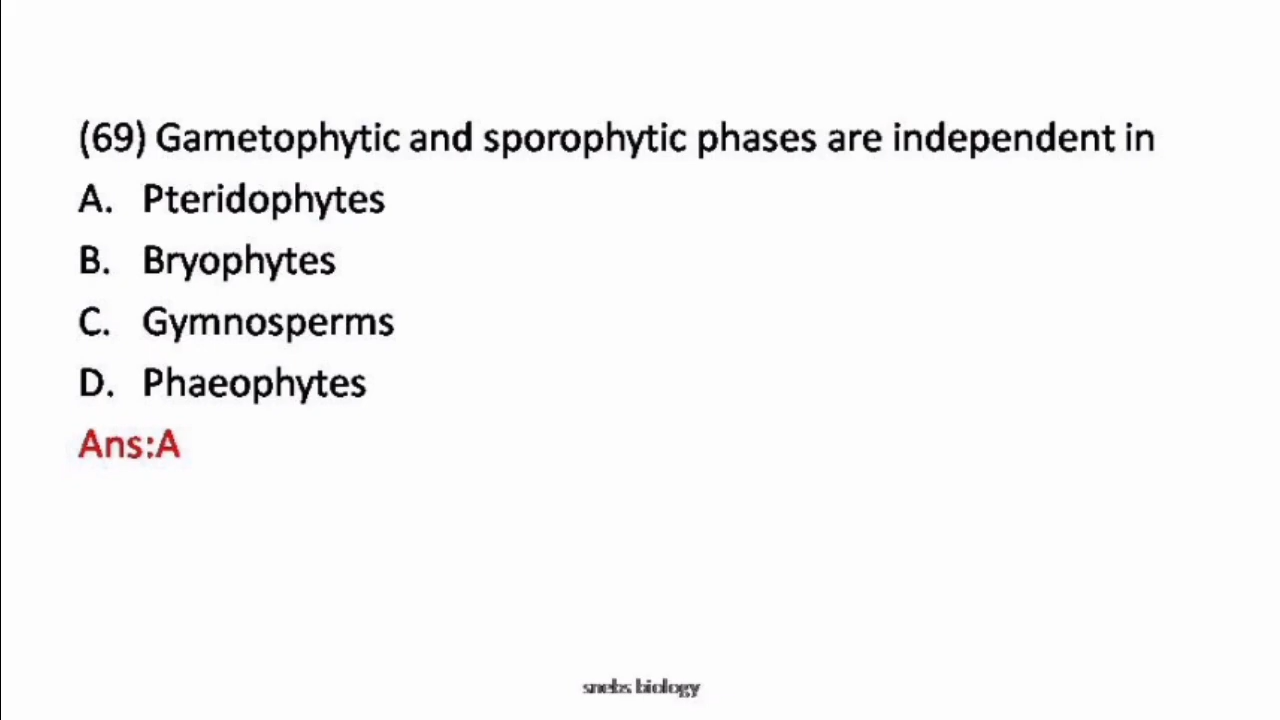 (69) Gametophytic and sporophytic phases are independent in
A. Pteridophytes
B. Bryophytes
C. Gymnosperms
D. Phaeophytes
Ans:A
snebs biology